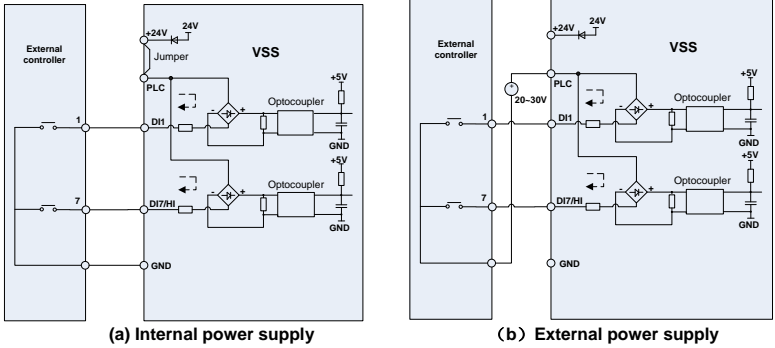 External
controller
+24V
24V
VSS
Jumper
PLC
+5V
Optocoupler
1
DI1
- +
GND
+5V
Optocoupler
7
DI7/HI
- +
GND
GND
(a) Internal power supply
External
controller
+24V
24V
VSS
PLC
+
20~30V
+5V
Optocoupler
1
DI1
- +
GND
+5V
Optocoupler
7
DI7/HI
- +
GND
GND
（b）External power supply